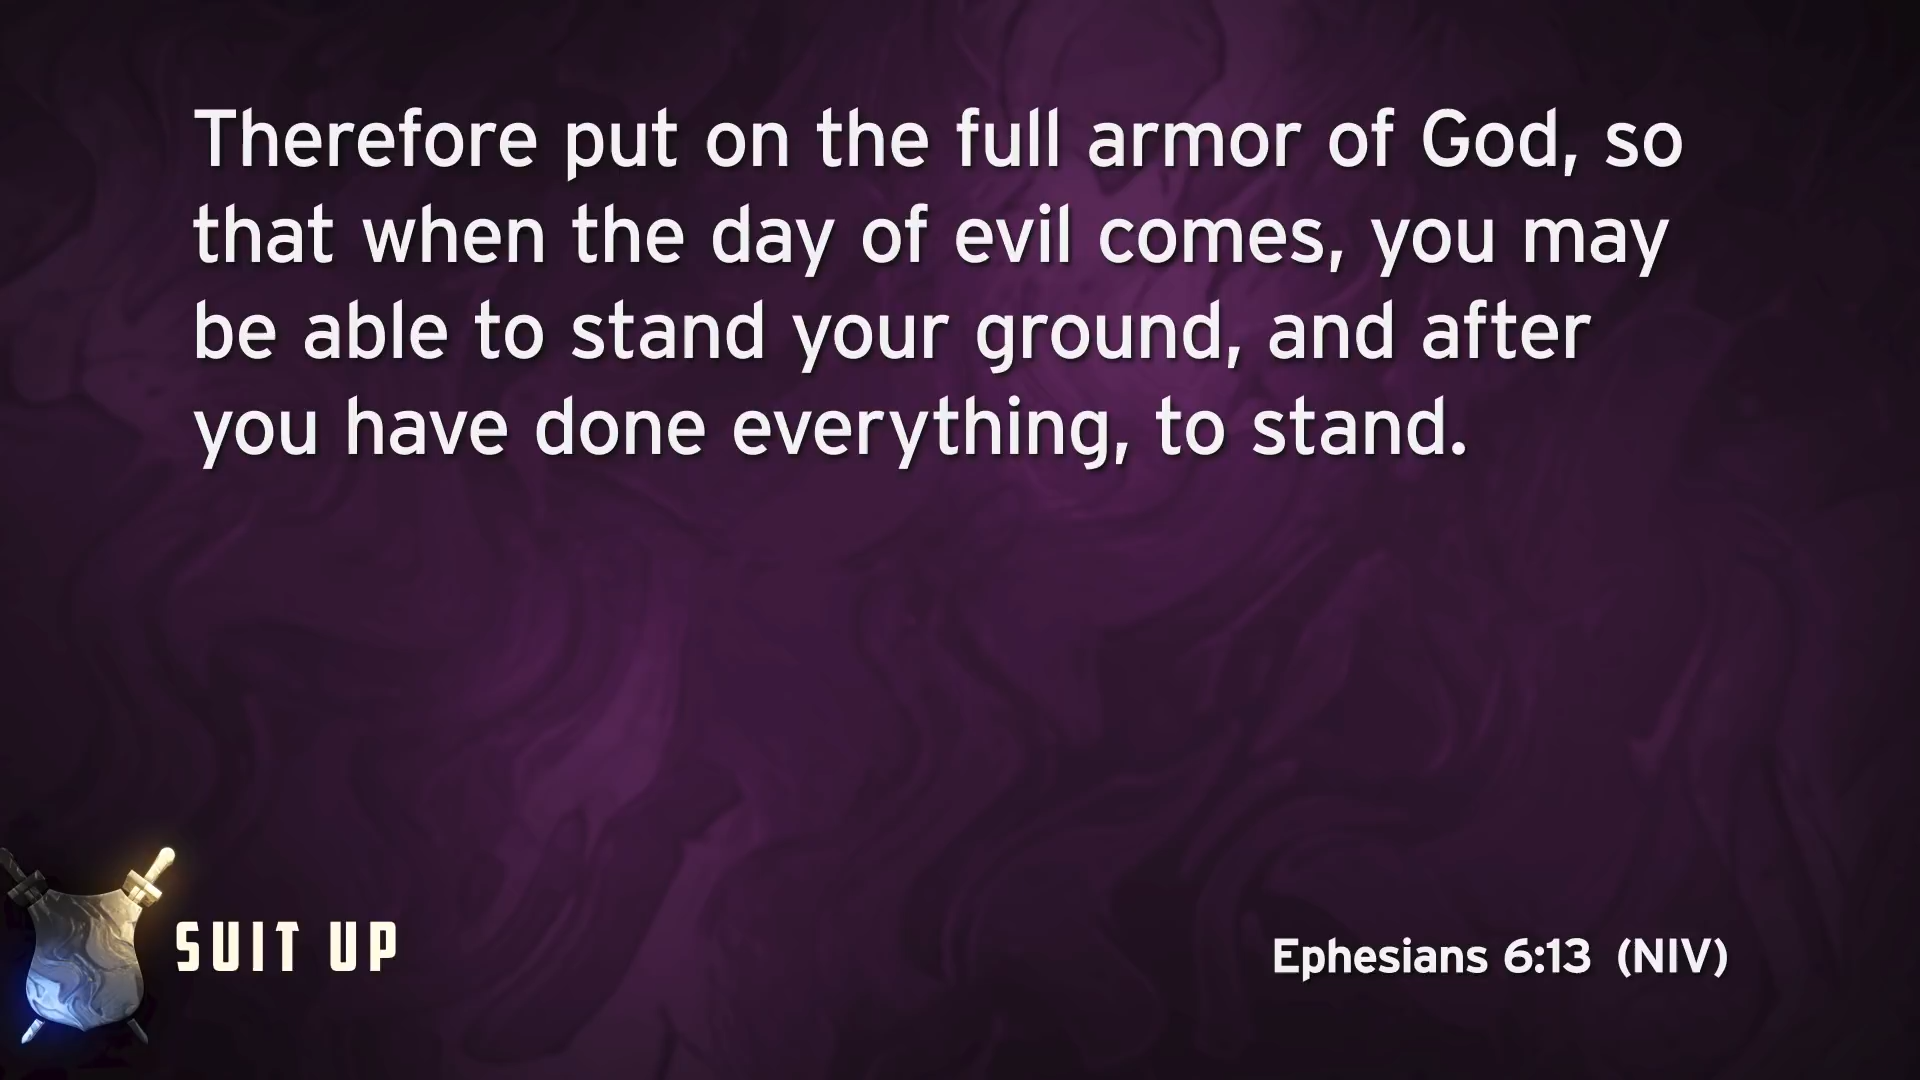 Therefore put on the full armor of God, so
that when the day of evil comes, you may
be able to stand your ground, and after
you have done everything, to stand.
SUIT UP
Ephesians 6:13 (NIV)